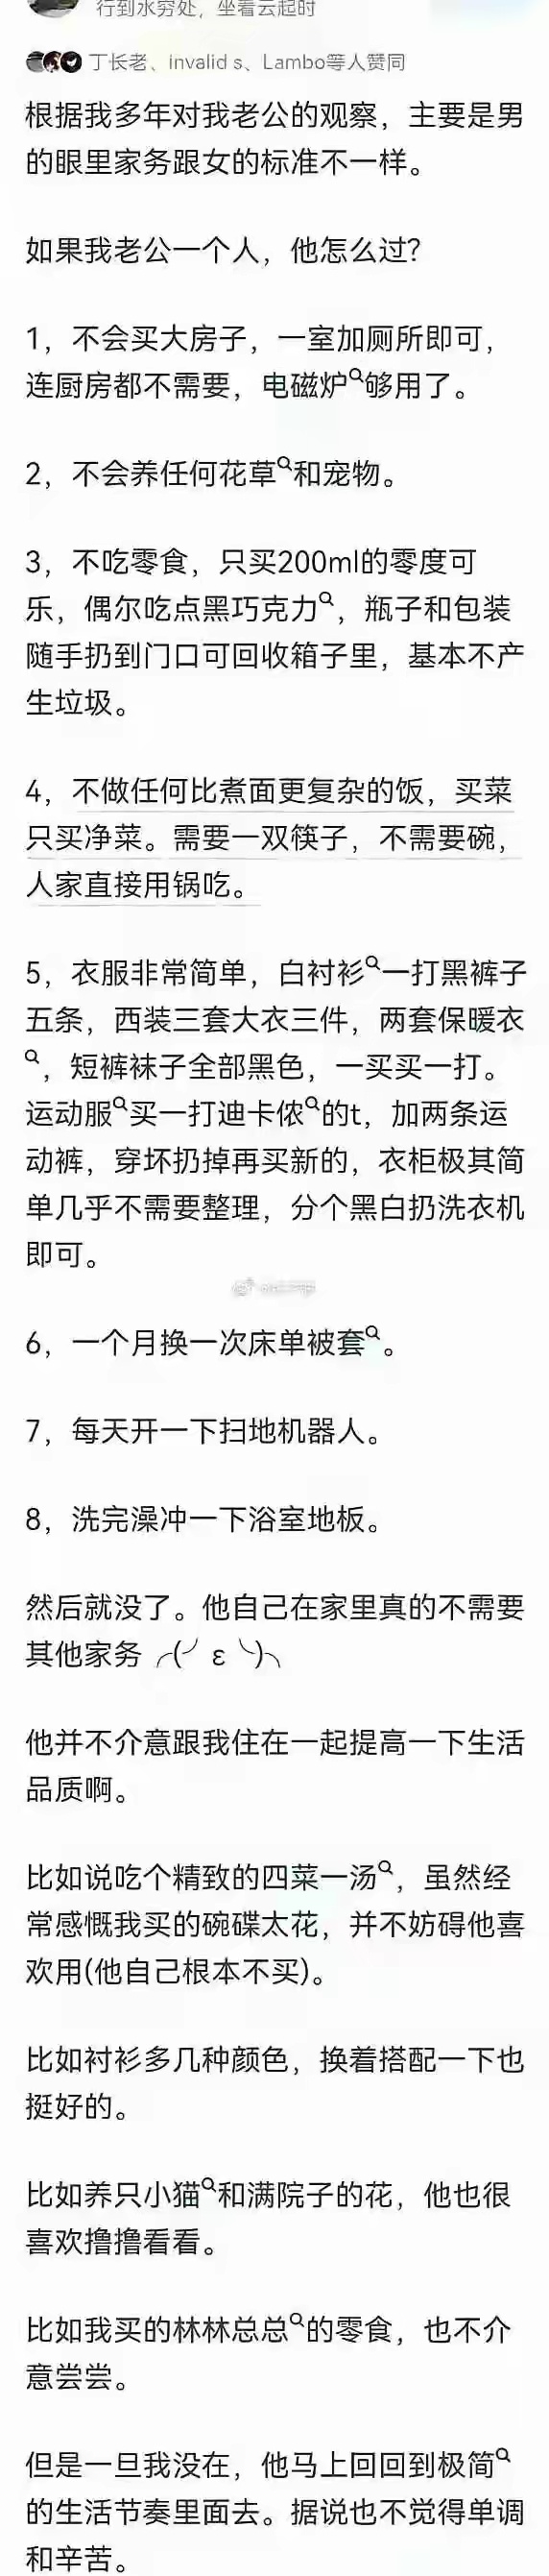 行到水穷处，坐看云起时
丁长老、invalid s、Lambo等人赞同
根据我多年对我老公的观察，主要是男
的眼里家务跟女的标准不一样。
如果我老公一个人，他怎么过？
1，不会买大房子，一室加厕所即可，
连厨房都不需要，电磁炉够用了。
2，不会养任何花草和宠物。
3，不吃零食，只买200ml的零度可
乐，偶尔吃点黑巧克力，瓶子和包装
随手扔到门口可回收箱子里，基本不产
生垃圾。
4，不做任何比煮面更复杂的饭，买菜
只买净菜。需要一双筷子，不需要碗，
人家直接用锅吃。
5，衣服非常简单，白衬衫一打黑裤子
五条，西装三套大衣三件，两套保暖衣
，短裤袜子全部黑色，一买买一打。
运动服买一打迪卡侬的t，加两条运
动裤，穿坏扔掉再买新的，衣柜极其简
单几乎不需要整理，分个黑白扔洗衣机
即可。
6，一个月换一次床单被套。
7，每天开一下扫地机器人。
8，洗完澡冲一下浴室地板。
然后就没了。他自己在家里真的不需要
其他家务 ╭(╯ε╰)╮
他并不介意跟我住在一起提高一下生活
品质啊。
比如说吃个精致的四菜一汤，虽然经
常感慨我买的碗碟太花，并不妨碍他喜
欢用(他自己根本不买)。
比如衬衫多几种颜色，换着搭配一下也
挺好的。
比如养只小猫和满院子的花，他也很
喜欢撸撸看看。
比如我买的林林总总的零食，也不介
意尝尝。
但是一旦我没在，他马上回回到极简
的生活节奏里面去。据说也不觉得单调
和辛苦。